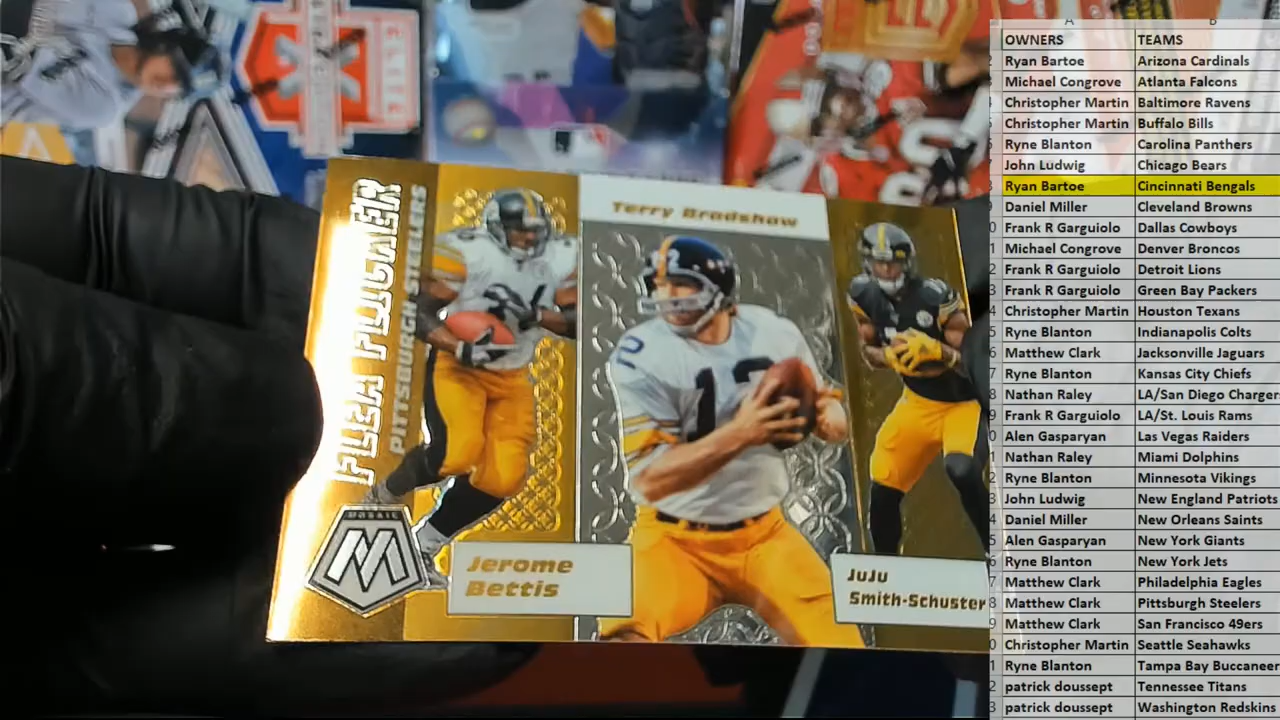 FLEA FLICKER
PITTSBURGH STEELERS
Terry Bradshaw
12
MOSAIC
M
Jerome
Bettis
JuJu
Smith-Schuster
ELITE
A B
OWNERS TEAMS
Ryan Bartoe Arizona Cardinals
Michael Congrove Atlanta Falcons
Christopher Martin Baltimore Ravens
Christopher Martin Buffalo Bills
Ryne Blanton Carolina Panthers
John Ludwig Chicago Bears
Ryan Bartoe Cincinnati Bengals
Daniel Miller Cleveland Browns
Frank R Garguiolo Dallas Cowboys
Michael Congrove Denver Broncos
Frank R Garguiolo Detroit Lions
Frank R Garguiolo Green Bay Packers
Christopher Martin Houston Texans
Ryne Blanton Indianapolis Colts
Matthew Clark Jacksonville Jaguars
Ryne Blanton Kansas City Chiefs
Nathan Raley LA/San Diego Chargers
Frank R Garguiolo LA/St. Louis Rams
Alen Gasparyan Las Vegas Raiders
Nathan Raley Miami Dolphins
Ryne Blanton Minnesota Vikings
John Ludwig New England Patriots
Daniel Miller New Orleans Saints
Alen Gasparyan New York Giants
Ryne Blanton New York Jets
Matthew Clark Philadelphia Eagles
Matthew Clark Pittsburgh Steelers
Matthew Clark San Francisco 49ers
Christopher Martin Seattle Seahawks
Ryne Blanton Tampa Bay Buccaneer
patrick doussept Tennessee Titans
patrick doussept Washington Redskins